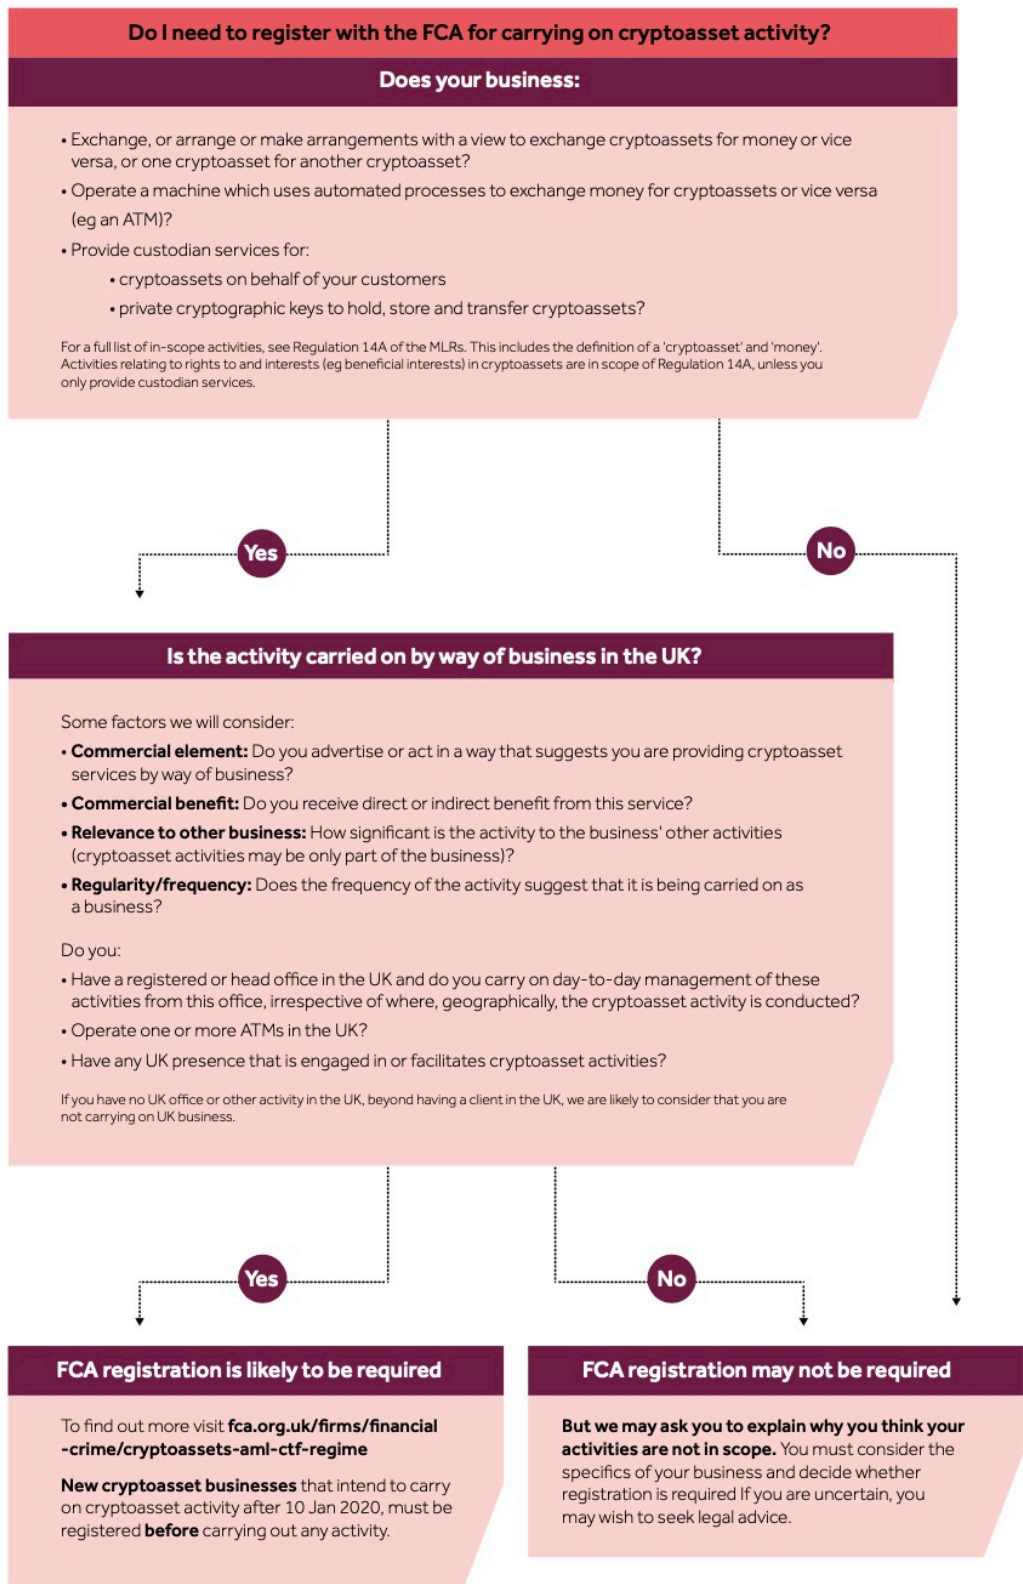 Do I need to register with the FCA for carrying on cryptoasset activity?
Does your business:
• Exchange, or arrange or make arrangements with a view to exchange cryptoassets for money or vice
versa, or one cryptoasset for another cryptoasset?
• Operate a machine which uses automated processes to exchange money for cryptoassets or vice versa
(eg an ATM)?
• Provide custodian services for:
• cryptoassets on behalf of your customers
• private cryptographic keys to hold, store and transfer cryptoassets?
For a full list of in-scope activities, see Regulation 14A of the MLRs. This includes the definition of a 'cryptoasset' and 'money'.
Activities relating to rights to and interests (eg beneficial interests) in cryptoassets are in scope of Regulation 14A, unless you
only provide custodian services.
Yes
No
Is the activity carried on by way of business in the UK?
Some factors we will consider:
• Commercial element: Do you advertise or act in a way that suggests you are providing cryptoasset
services by way of business?
• Commercial benefit: Do you receive direct or indirect benefit from this service?
• Relevance to other business: How significant is the activity to the business' other activities
(cryptoasset activities may be only part of the business)?
• Regularity/frequency: Does the frequency of the activity suggest that it is being carried on as
a business?
Do you:
• Have a registered or head office in the UK and do you carry on day-to-day management of these
activities from this office, irrespective of where, geographically, the cryptoasset activity is conducted?
• Operate one or more ATMs in the UK?
• Have any UK presence that is engaged in or facilitates cryptoasset activities?
If you have no UK office or other activity in the UK, beyond having a client in the UK, we are likely to consider that you are
not carrying on UK business.
Yes
No
FCA registration is likely to be required
To find out more visit fca.org.uk/firms/financial
-crime/cryptoassets-aml-ctf-regime
New cryptoasset businesses that intend to carry
on cryptoasset activity after 10 Jan 2020, must be
registered before carrying out any activity.
FCA registration may not be required
But we may ask you to explain why you think your
activities are not in scope. You must consider the
specifics of your business and decide whether
registration is required If you are uncertain, you
may wish to seek legal advice.